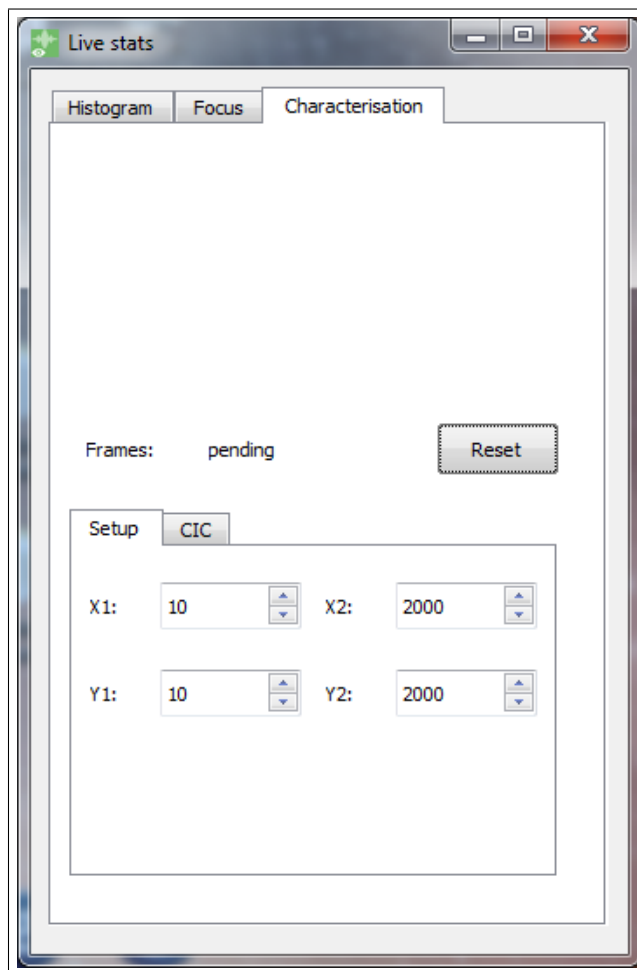 Live stats
Histogram Focus Characterisation
Frames: pending Reset
Setup CIC
X1: 10 X2: 2000
Y1: 10 Y2: 2000